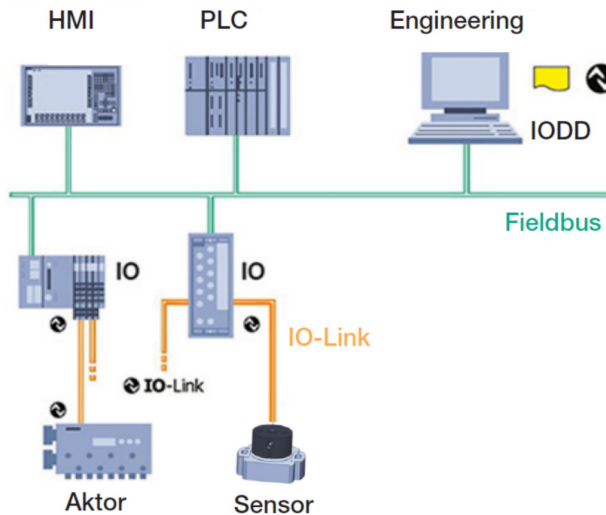 HMI
PLC
Engineering
IODD
Fieldbus
IO
IO
IO-Link
IO-Link
Aktor
Sensor